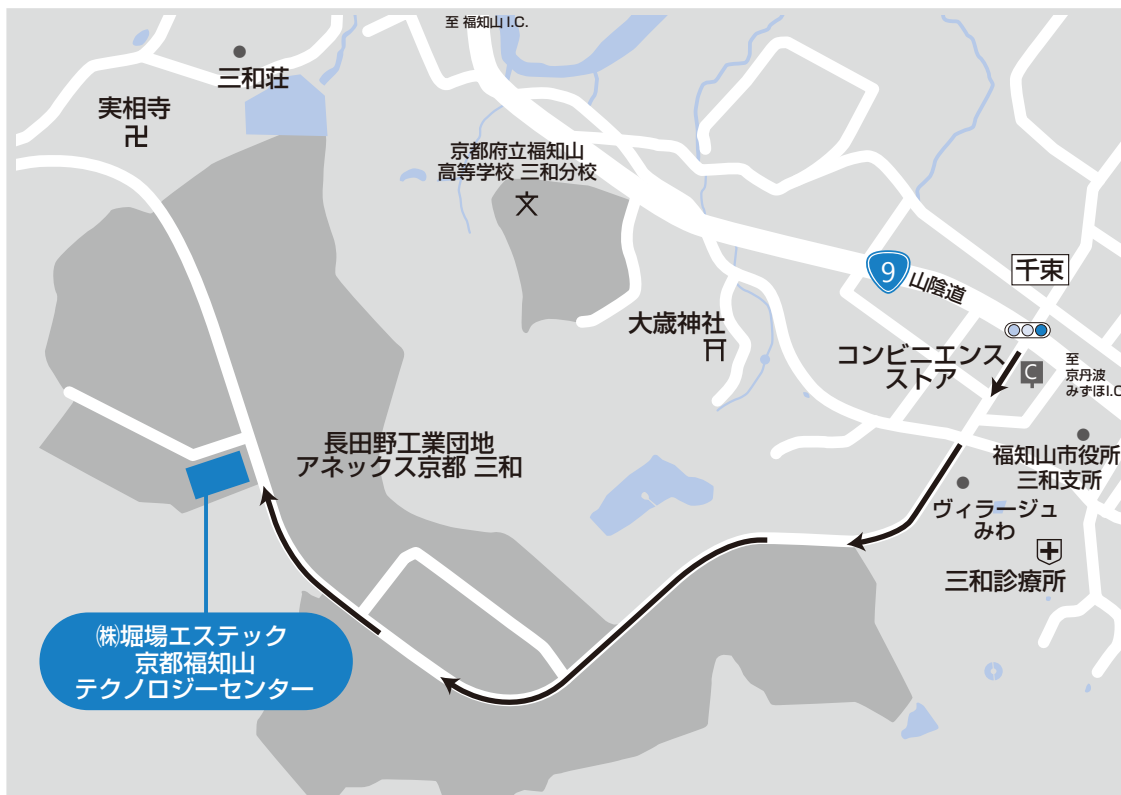 至 福知山 I.C.
三和荘
実相寺
京都府立福知山
高等学校 三和分校
文
9
山陰道
千束
大歳神社
コンビニエンス
ストア
C
至
京丹波
みずほI.C
長田野工業団地
アネックス京都 三和
福知山市役所
三和支所
ヴィラージュ
みわ
三和診療所
㈱堀場エステック
京都福知山
テクノロジーセンター